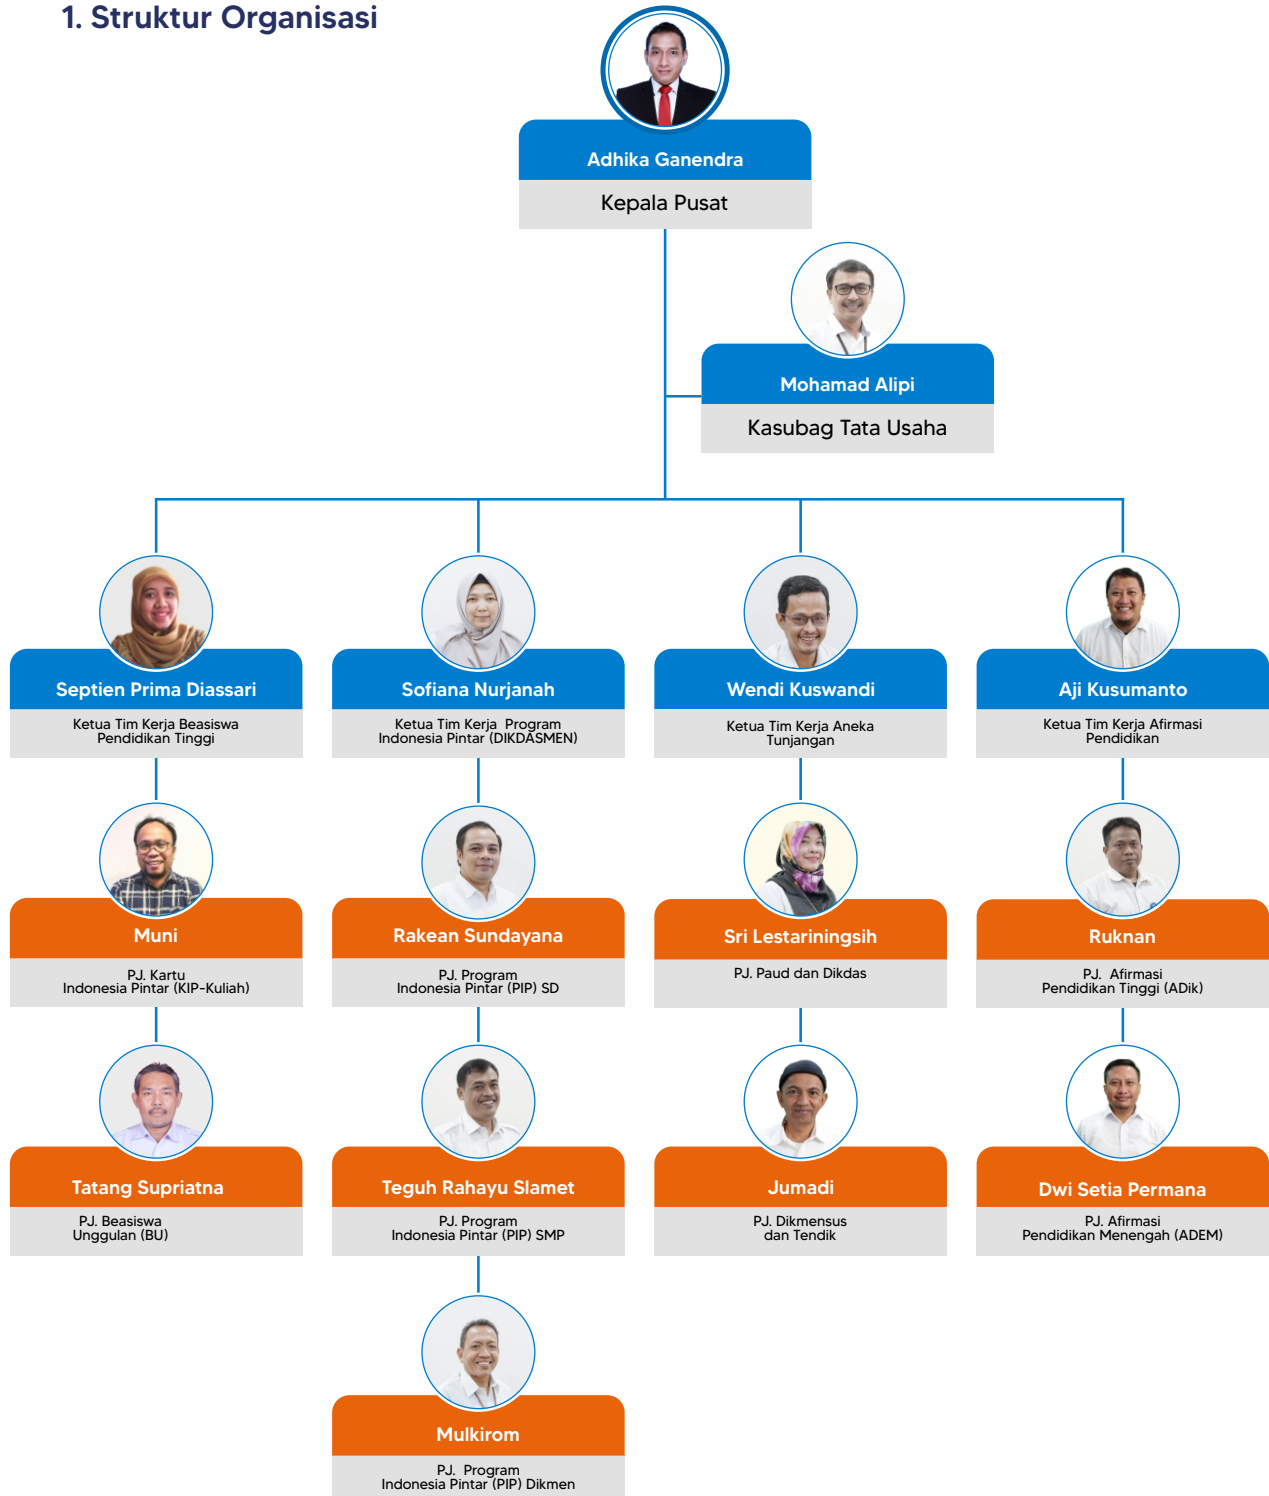 1. Struktur Organisasi
Adhika Ganendra
Kepala Pusat
Mohamad Alipi
Kasubag Tata Usaha
Septien Prima Diassari
Ketua Tim Kerja Beasiswa
Pendidikan Tinggi
Sofiana Nurjanah
Ketua Tim Kerja Program
Indonesia Pintar (DIKDASMEN)
Wendi Kuswandi
Ketua Tim Kerja Aneka
Tunjangan
Aji Kusumanto
Ketua Tim Kerja Afirmasi
Pendidikan
Muni
PJ. Kartu
Indonesia Pintar (KIP-Kuliah)
Rakean Sundayana
PJ. Program
Indonesia Pintar (PIP) SD
Sri Lestariningsih
PJ. Paud dan Dikdas
Ruknan
PJ. Afirmasi
Pendidikan Tinggi (ADik)
Tatang Supriatna
PJ. Beasiswa
Unggulan (BU)
Teguh Rahayu Slamet
PJ. Program
Indonesia Pintar (PIP) SMP
Jumadi
PJ. Dikmensus
dan Tendik
Dwi Setia Permana
PJ. Afirmasi
Pendidikan Menengah (ADEM)
Mulkirom
PJ. Program
Indonesia Pintar (PIP) Dikmen